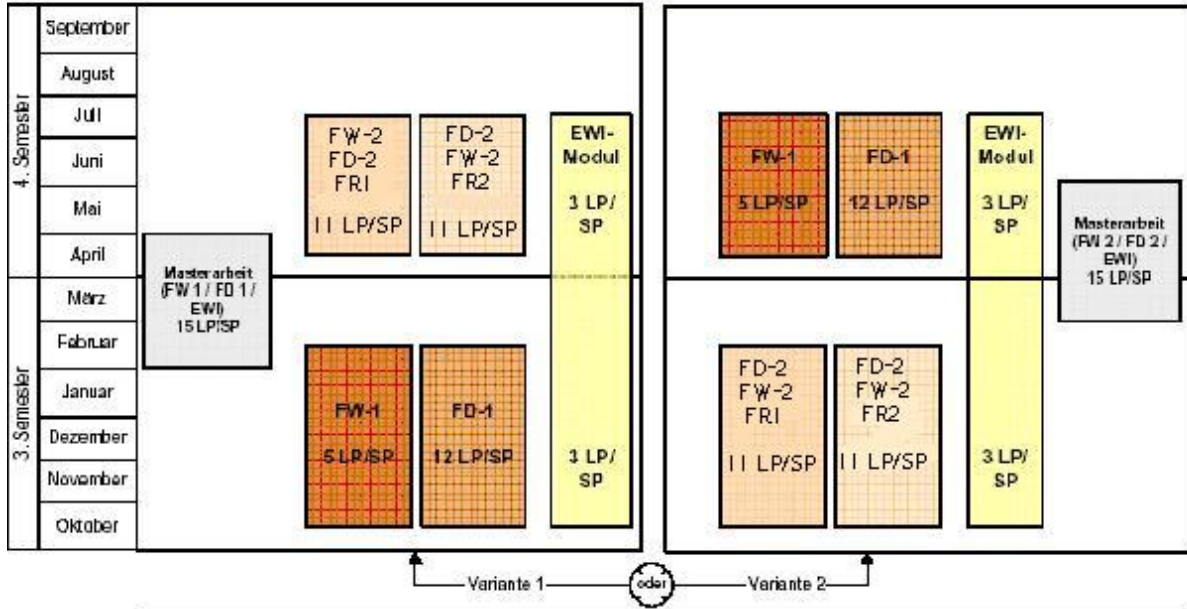 4. Semester
September
August
Juli
Juni
Mai
April
3. Semester
März
Februar
Januar
Dezember
November
Oktober
Masterarbeit
(FW 1 / FD 1 /
EWI)
15 LP/SP
FW-2
FD-2
FR1
11 LP/SP
FD-2
FW-2
FR2
11 LP/SP
EWI-
Modul
3 LP/
SP
FW-1
5 LP/SP
FD-1
12 LP/SP
3 LP/
SP
FW-1
5 LP/SP
FD-1
12 LP/SP
EWI-
Modul
3 LP/
SP
Masterarbeit
(FW 2 / FD 2 /
EWI)
15 LP/SP
FD-2
FW-2
FR1
11 LP/SP
FD-2
FW-2
FR2
11 LP/SP
3 LP/
SP
Variante 1 oder Variante 2